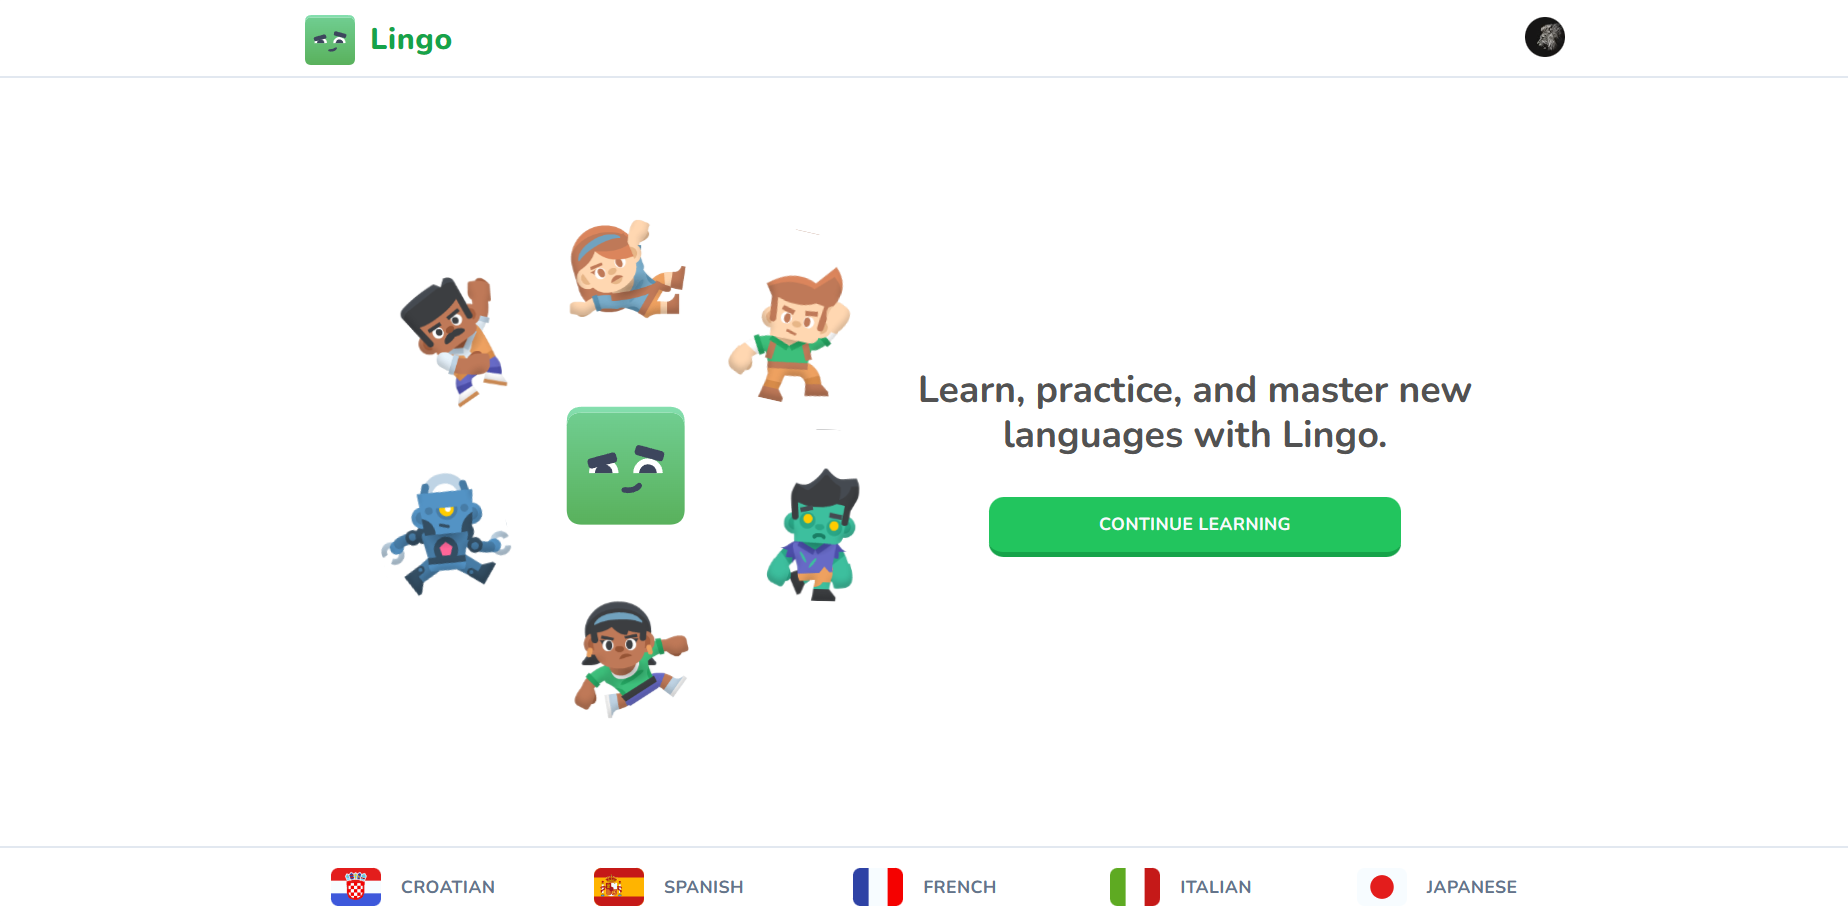 Lingo
Learn, practice, and master new
languages with Lingo.
CONTINUE LEARNING
CROATIAN
SPANISH
FRENCH
ITALIAN
JAPANESE